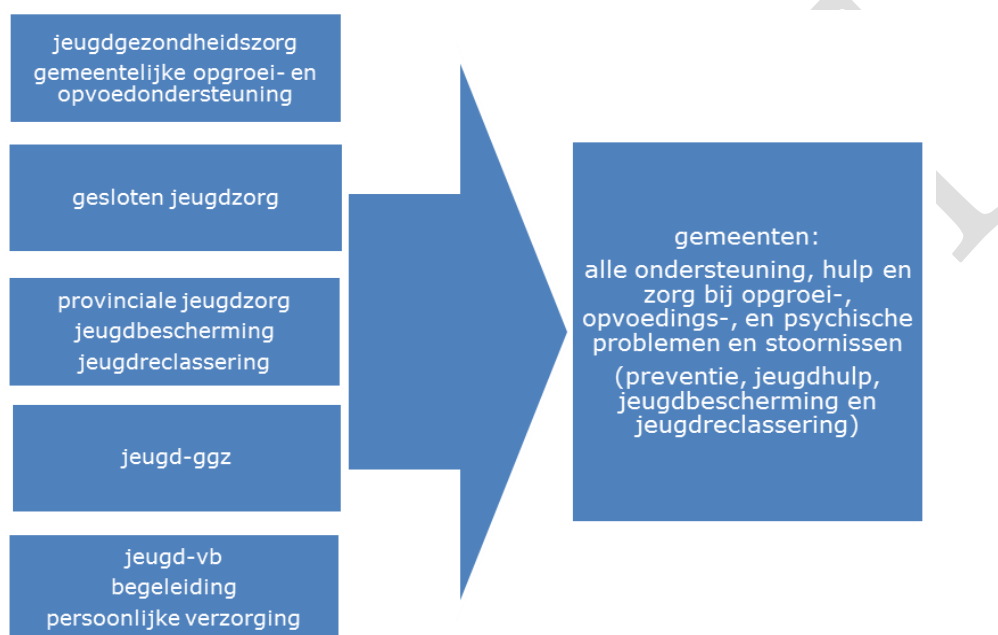 jeugdgezondheidszorg
gemeentelijke opgroei- en
opvoedondersteuning
gesloten jeugdzorg
provinciale jeugdzorg
jeugdbescherming
jeugdreclassering
jeugd-ggz
jeugd-vb
begeleiding
persoonlijke verzorging
gemeenten:
alle ondersteuning, hulp en
zorg bij opgroei-,
opvoedings-, en psychische
problemen en stoornissen
(preventie, jeugdhulp,
jeugdbescherming en
jeugdreclassering)